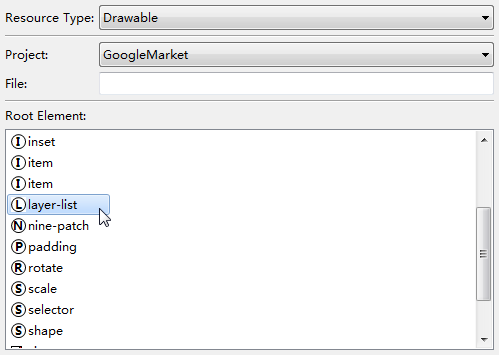 Resource Type: Drawable
Project: GoogleMarket
File:
Root Element:
I inset
I item
I item
L layer-list
N nine-patch
P padding
R rotate
S scale
S selector
S shape